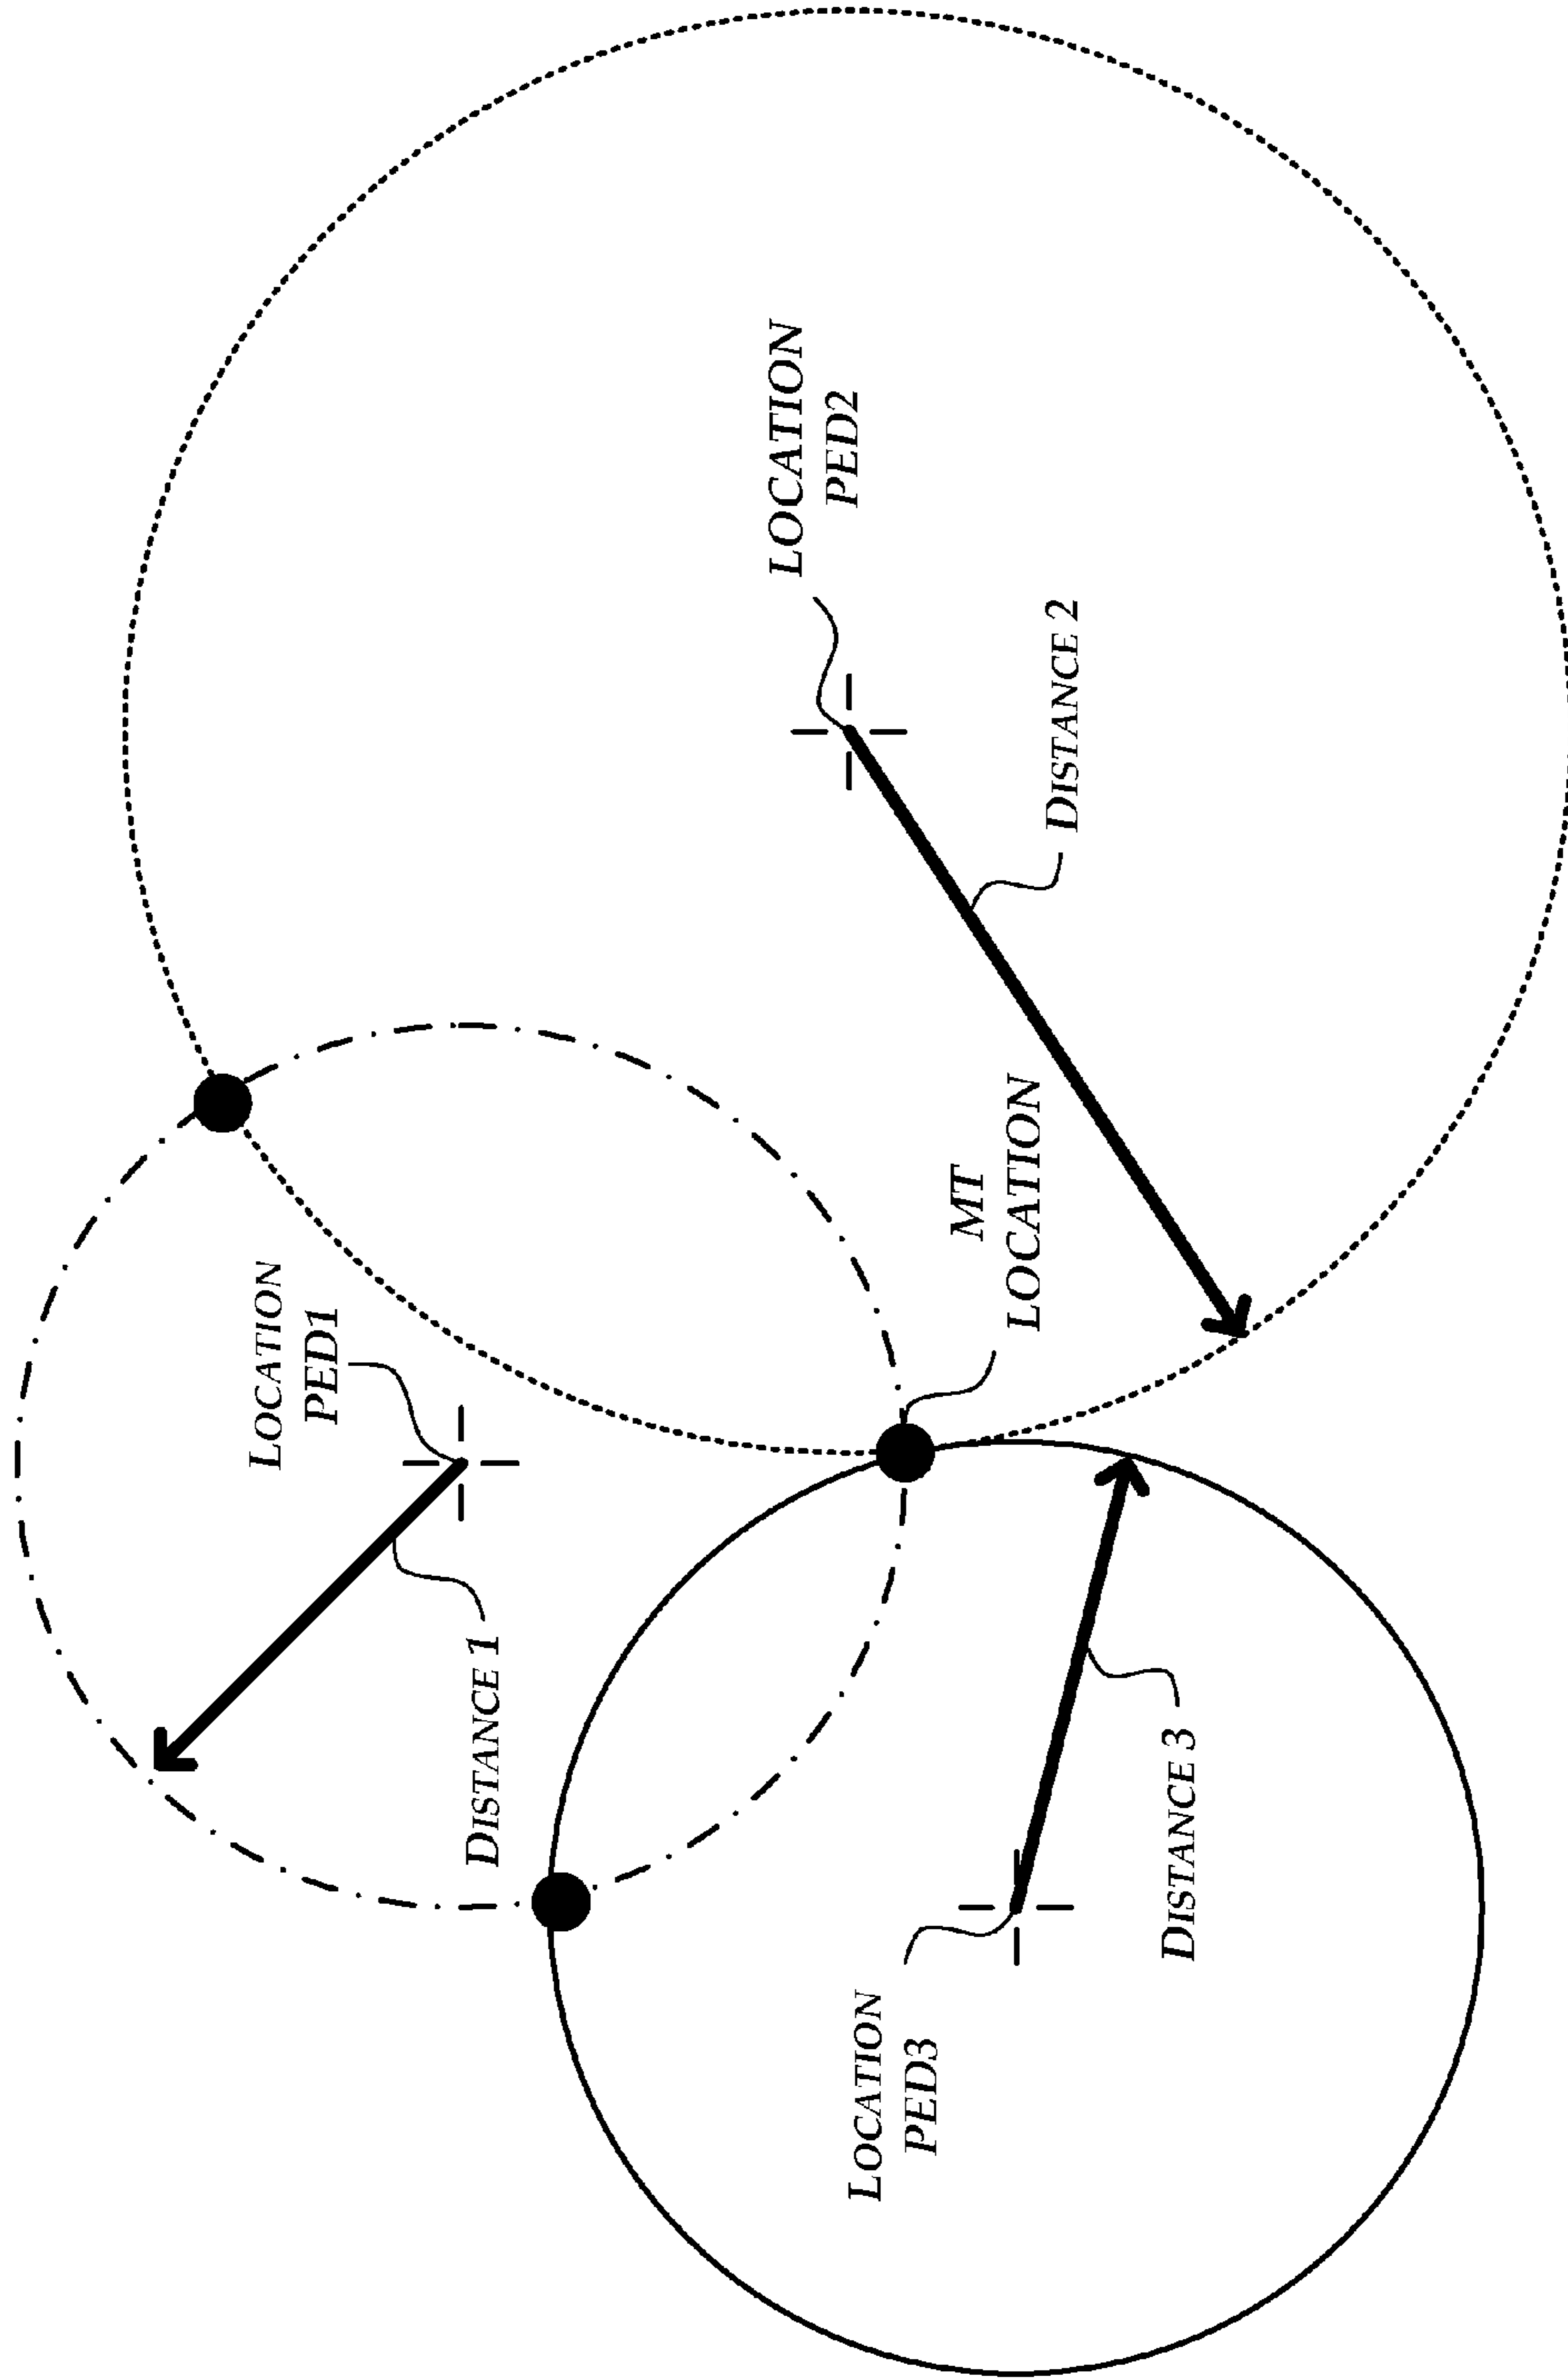 LOCATION
PED1
DISTANCE 1
LOCATION
PED2
DISTANCE 2
MT
LOCATION
LOCATION
PED3
DISTANCE 3